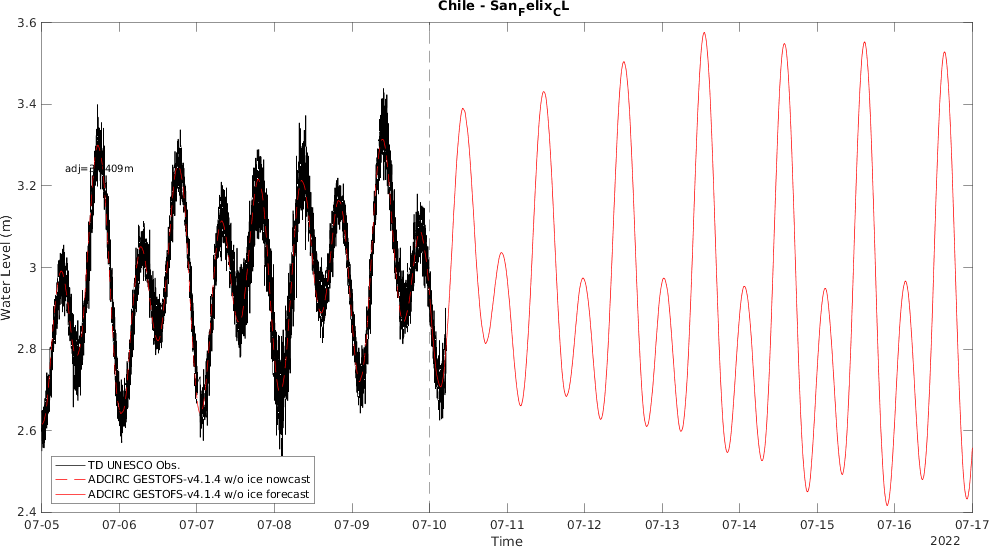 Chile - SanFelixCL
3.6
3.4
3.2
3
2.8
2.6
2.4
Water Level (m)
TD UNESCO Obs.
ADCIRC GESTOFS-v4.1.4 w/o ice nowcast
ADCIRC GESTOFS-v4.1.4 w/o ice forecast
07-05 07-06 07-07 07-08 07-09 07-10 07-11 07-12 07-13 07-14 07-15 07-16 07-17
Time
2022